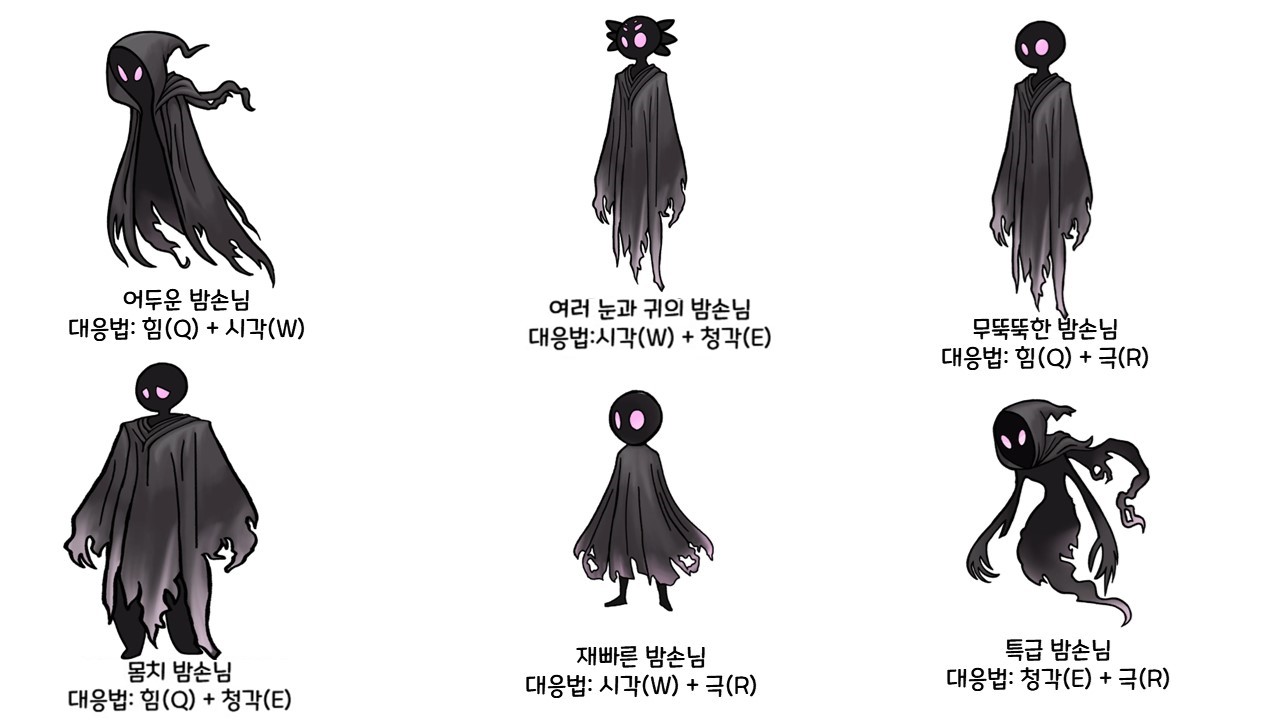 어두운 밤손님
대응법: 힘(Q) + 시각(W)
여러 눈과 귀의 밤손님
대응법:시각(W) + 청각(E)
무뚝뚝한 밤손님
대응법: 힘(Q) + 극(R)
몸치 밤손님
대응법: 힘(Q) + 청각(E)
재빠른 밤손님
대응법: 시각(W) + 극(R)
특급 밤손님
대응법: 청각(E) + 극(R)